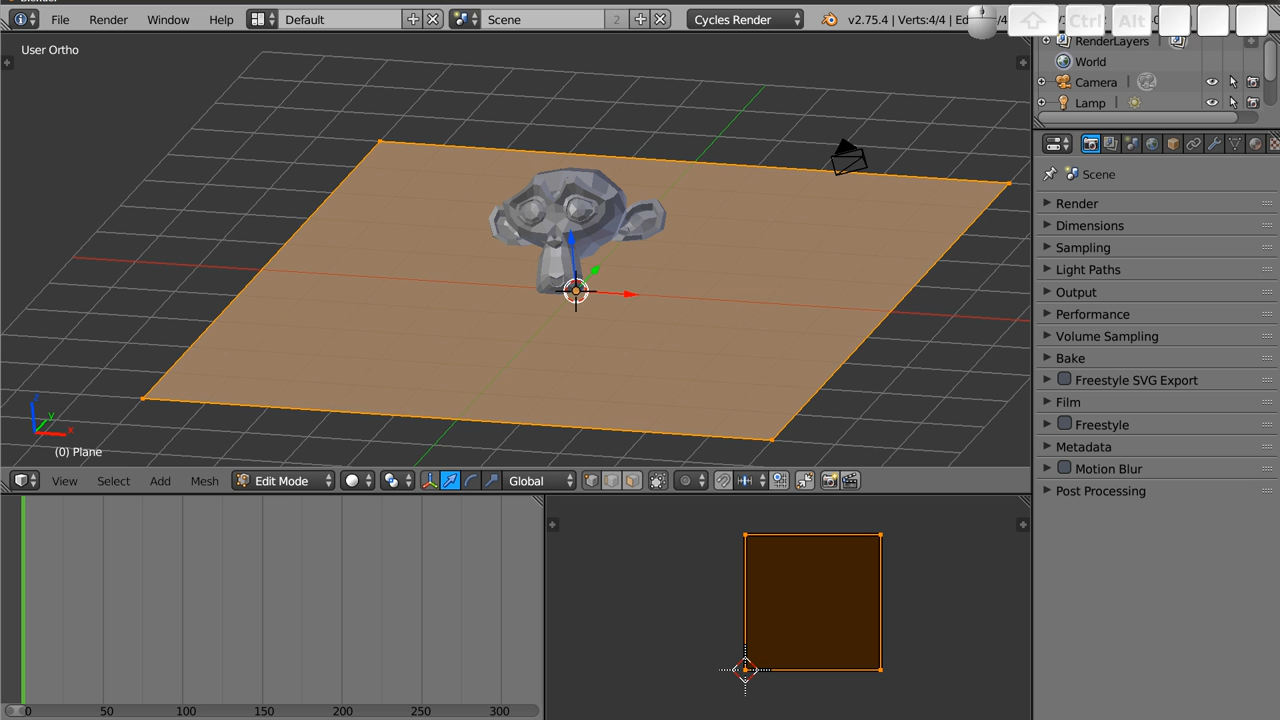 File Render Window Help Default Scene 2 Cycles Render v2.75.4 | Verts:4/4 | Ctrl Alt
User Ortho
RenderLayers
World
Camera
Lamp
Scene
Render
Dimensions
Sampling
Light Paths
Output
Performance
Volume Sampling
Bake
Freestyle SVG Export
Film
Freestyle
Metadata
Motion Blur
Post Processing
z
y
x
(0) Plane
View Select Add Mesh Edit Mode Global
0 50 100 150 200 250 300